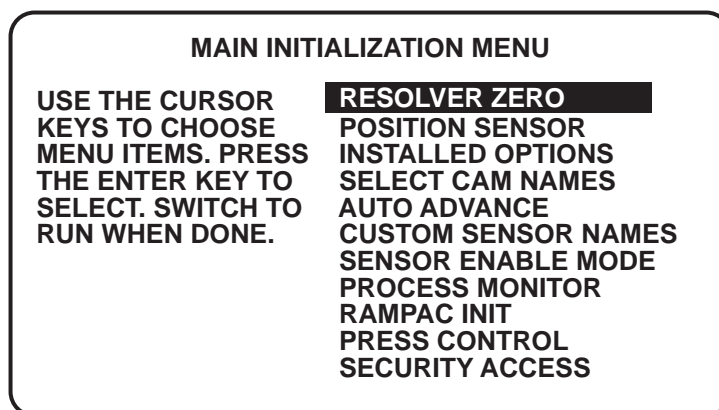 MAIN INITIALIZATION MENU
USE THE CURSOR
KEYS TO CHOOSE
MENU ITEMS. PRESS
THE ENTER KEY TO
SELECT. SWITCH TO
RUN WHEN DONE.
RESOLVER ZERO
POSITION SENSOR
INSTALLED OPTIONS
SELECT CAM NAMES
AUTO ADVANCE
CUSTOM SENSOR NAMES
SENSOR ENABLE MODE
PROCESS MONITOR
RAMPAC INIT
PRESS CONTROL
SECURITY ACCESS